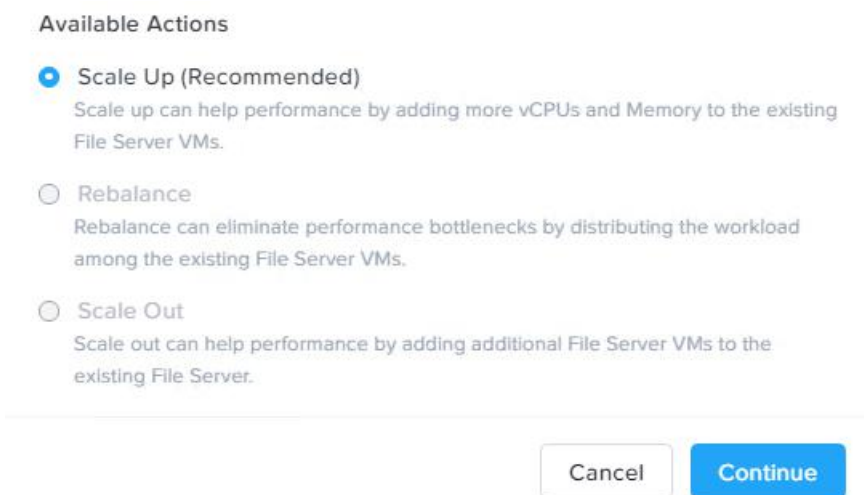 Available Actions
Scale Up (Recommended)
Scale up can help performance by adding more vCPUs and Memory to the existing
File Server VMs.
Rebalance
Rebalance can eliminate performance bottlenecks by distributing the workload
among the existing File Server VMs.
Scale Out
Scale out can help performance by adding additional File Server VMs to the
existing File Server.
Cancel
Continue